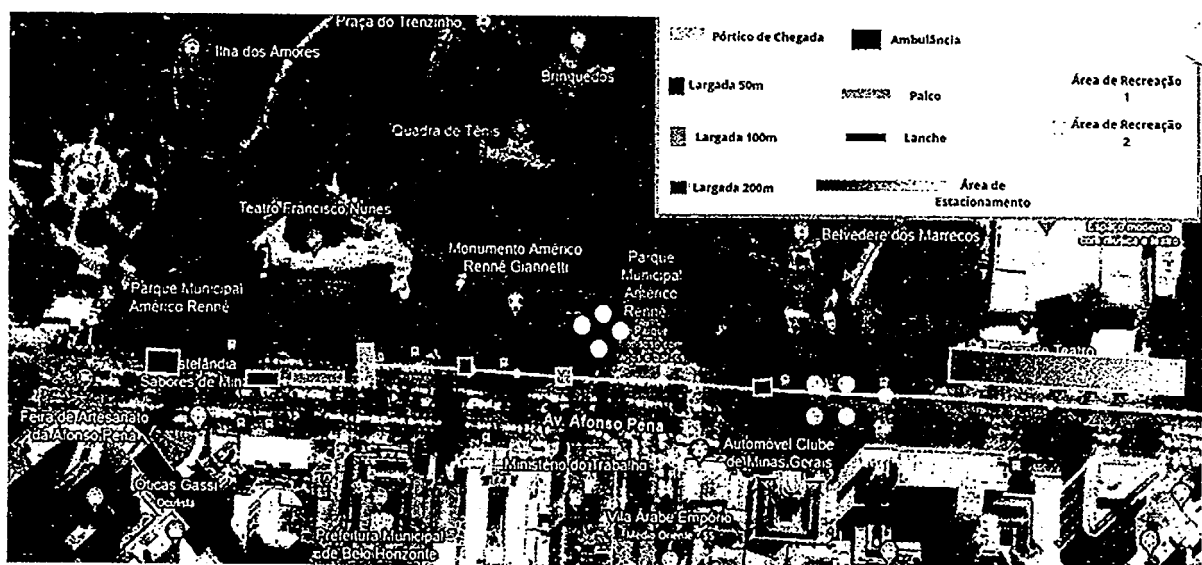 Praça do Trenzinho
Ilha dos Amores
Brinquedos
Quadra de Tênis
Teatro Francisco Nunes
Monumento Américo
Renné Giannetti
Parque Municipal
Américo Renné
Parque
Municipal
Américo
Renné
Belvedere dos Marrecos
Espaço moderno
Pórtico de Chegada
Ambulância
Largada 50m
Palco
Área de Recreação
1
Largada 100m
Lanche
Área de Recreação
2
Largada 200m
Área de
Estacionamento
Sabores de Minas
Feira de Artesanato
da Afonso Pena
Av. Afonso Pena
Óticas Gassi
Ministério do Trabalho
Automóvel Clube
de Minas Gerais
Vila Árabe Empório
Prefeitura Municipal
de Belo Horizonte